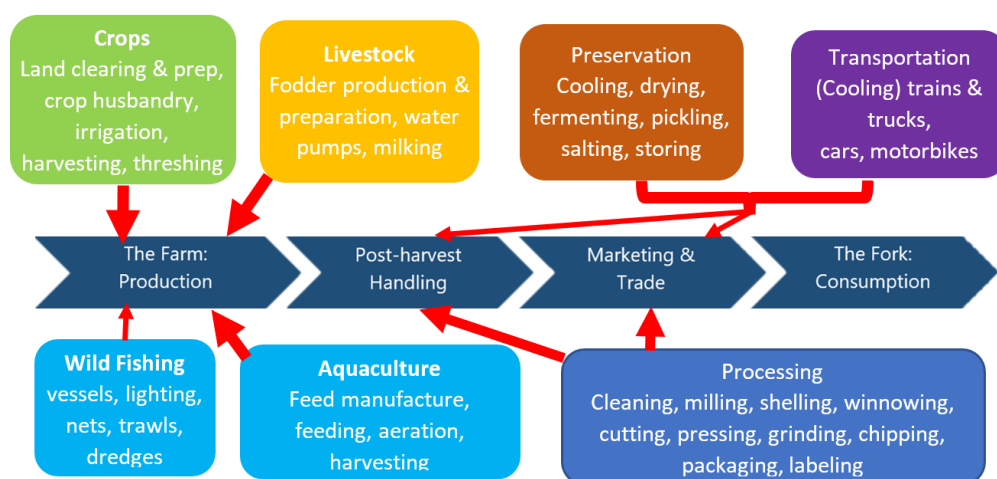 Crops
Land clearing & prep,
crop husbandry,
irrigation,
harvesting, threshing
Livestock
Fodder production &
preparation, water
pumps, milking
Preservation
Cooling, drying,
fermenting, pickling,
salting, storing
Transportation
(Cooling) trains &
trucks,
cars, motorbikes
The Farm:
Production
Post-harvest
Handling
Marketing &
Trade
The Fork:
Consumption
Wild Fishing
vessels, lighting,
nets, trawls,
dredges
Aquaculture
Feed manufacture,
feeding, aeration,
harvesting
Processing
Cleaning, milling, shelling, winnowing,
cutting, pressing, grinding, chipping,
packaging, labeling